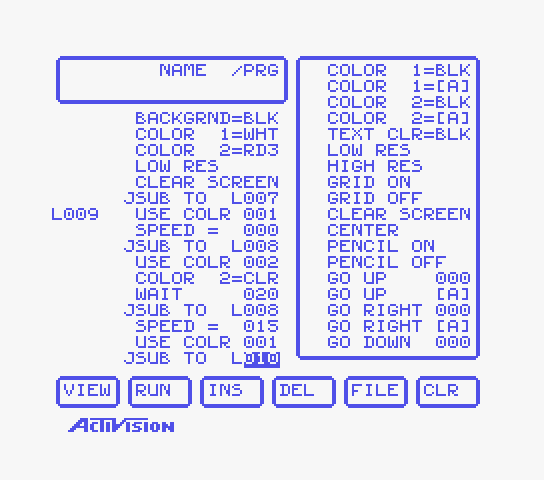 NAME /PRG
BACKGRND=BLK
COLOR 1=WHT
COLOR 2=RD3
LOW RES
CLEAR SCREEN
JSUB TO L007
L009 USE COLR 001
SPEED = 000
JSUB TO L008
USE COLR 002
COLOR 2=CLR
WAIT 020
JSUB TO L008
SPEED = 015
USE COLR 001
JSUB TO L010
COLOR 1=BLK
COLOR 1=[A]
COLOR 2=BLK
COLOR 2=[A]
TEXT CLR=BLK
LOW RES
HIGH RES
GRID ON
GRID OFF
CLEAR SCREEN
CENTER
PENCIL ON
PENCIL OFF
GO UP 000
GO UP [A]
GO RIGHT 000
GO RIGHT [A]
GO DOWN 000
VIEW RUN INS DEL FILE CLR
ACTIVISION